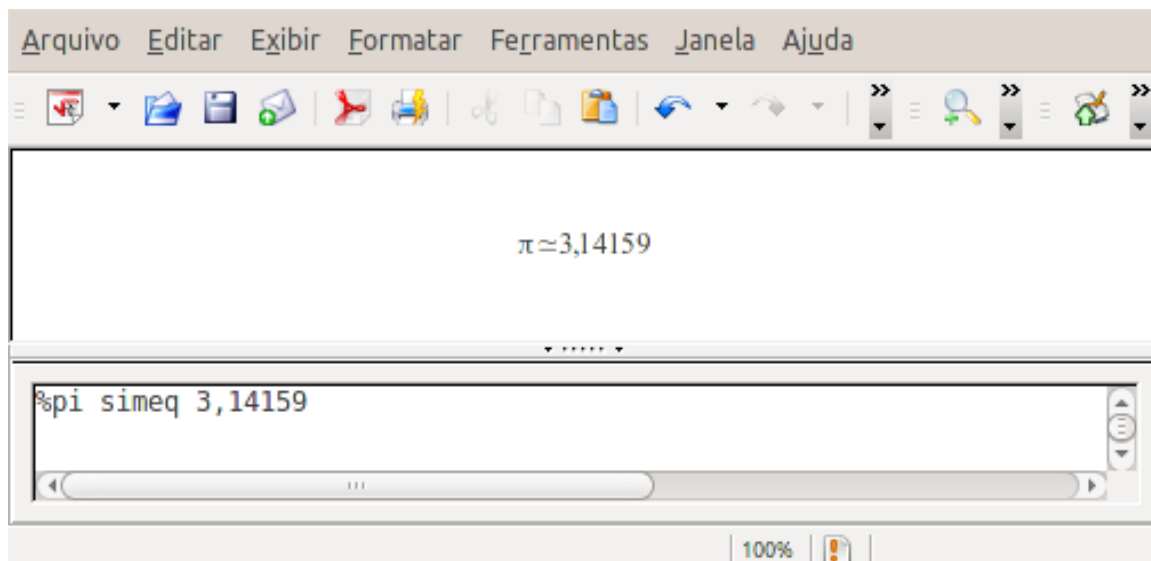 Arquivo Editar Exibir Formatar Ferramentas Janela Ajuda
π≃3,14159
%pi simeq 3,14159
100%